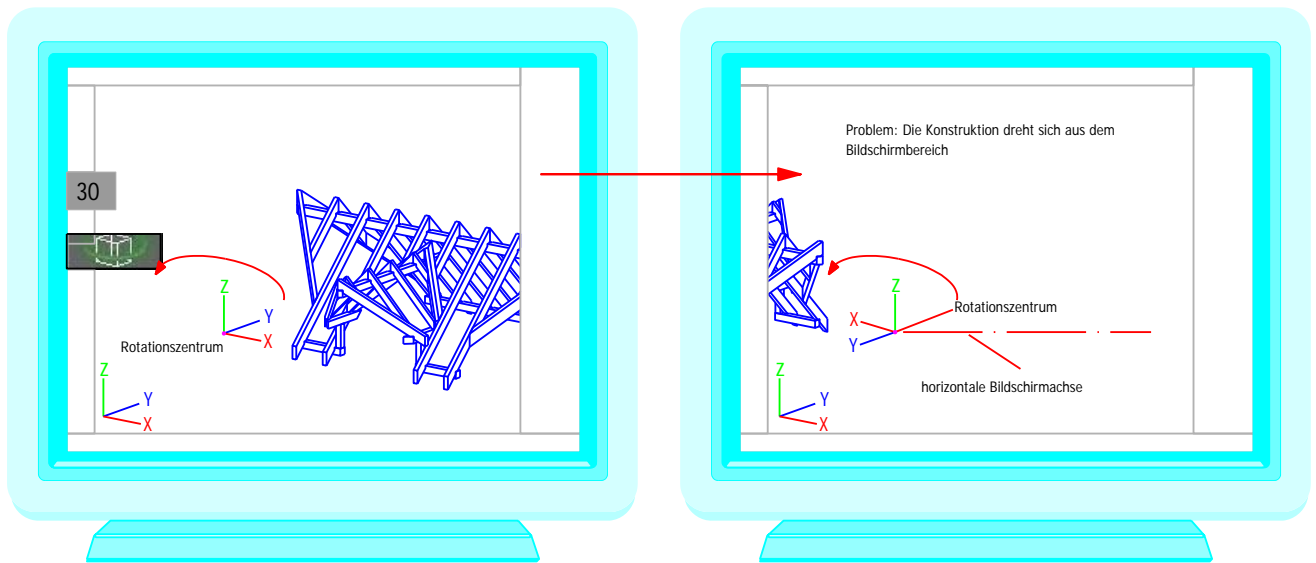 30
Z
Y
X
Rotationszentrum
Z
Y
X
Problem: Die Konstruktion dreht sich aus dem
Bildschirmbereich
Z
Rotationszentrum
X
Y
horizontale Bildschirmachse
Z
Y
X